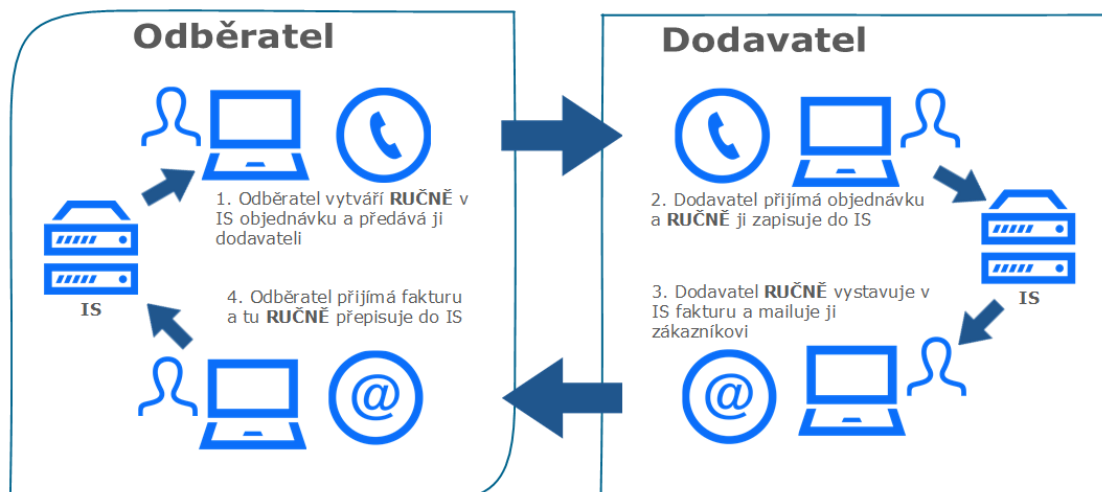 Odběratel
1. Odběratel vytváří RUČNĚ v
IS objednávku a předává ji
dodavateli
IS
4. Odběratel přijímá fakturu
a tu RUČNĚ přepisuje do IS
@
Dodavatel
2. Dodavatel přijímá objednávku
a RUČNĚ ji zapisuje do IS
IS
3. Dodavatel RUČNĚ vystavuje v
IS fakturu a mailuje ji
zákazníkovi
@